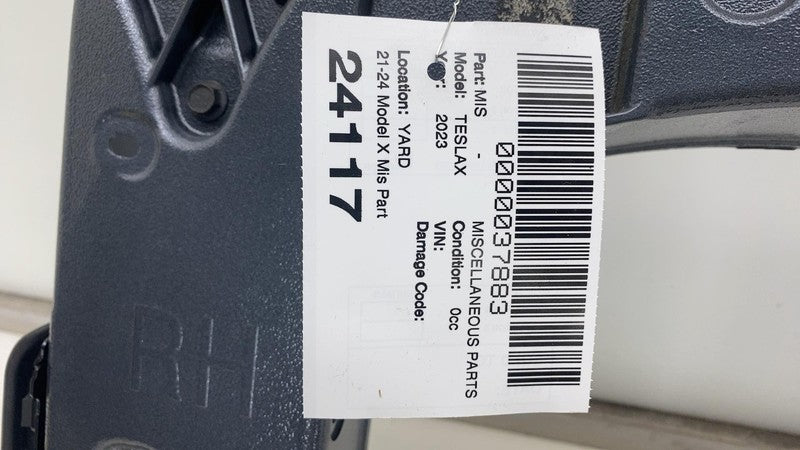 0000037883
Part: MIS - MISCELLANEOUS PARTS
Model: TESLAX Condition: 0cc
Year: 2023 VIN:
Damage Code:
Location: YARD
21-24 Model X Mis Part
24117
RH